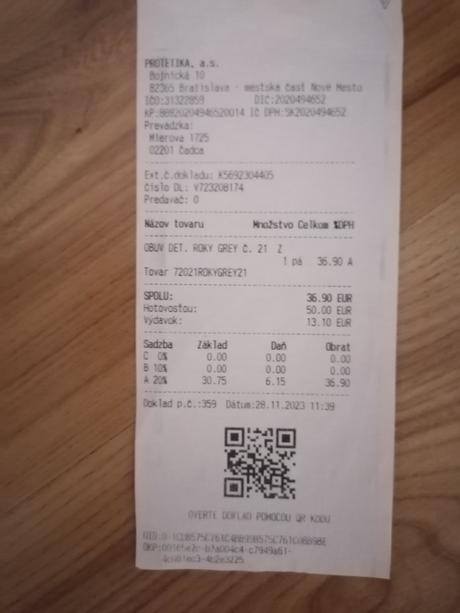 PROTETIKA, a.s.
Bojnická 10
82365 Bratislava - mestská časť Nové Mesto
IČO:31322859 DIČ:2020494652
KP:88820204946520014 IČ DPH:SK2020494652
Prevádzka:
Mierová 1725
02201 Čadca
Ext.č.dokladu: K5692304405
Číslo DL: V723208174
Predavač: 0
Názov tovaru Množstvo Celkom %DPH
OBUV DET. ROKY GREY Č. 21 Z
1 pá 36.90 A
Tovar 72021ROKYGREY21
SPOLU: 36.90 EUR
Hotovosťou: 50.00 EUR
Výdavok: 13.10 EUR
Sadzba Základ Daň Obrat
C 0% 0.00 0.00 0.00
B 10% 0.00 0.00 0.00
A 20% 30.75 6.15 36.90
Doklad p.č.:359 Dátum:28.11.2023 11:39
OVERTE DOKLAD POMOCOU QR KÓDU